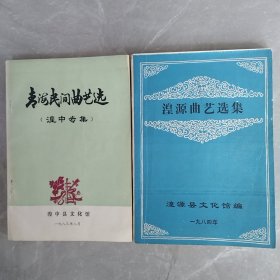 青海民间曲艺选
（湟中专集）
湟中县文化馆
一九八五年八月
湟源曲艺选集
湟源县文化馆编
一九八四年